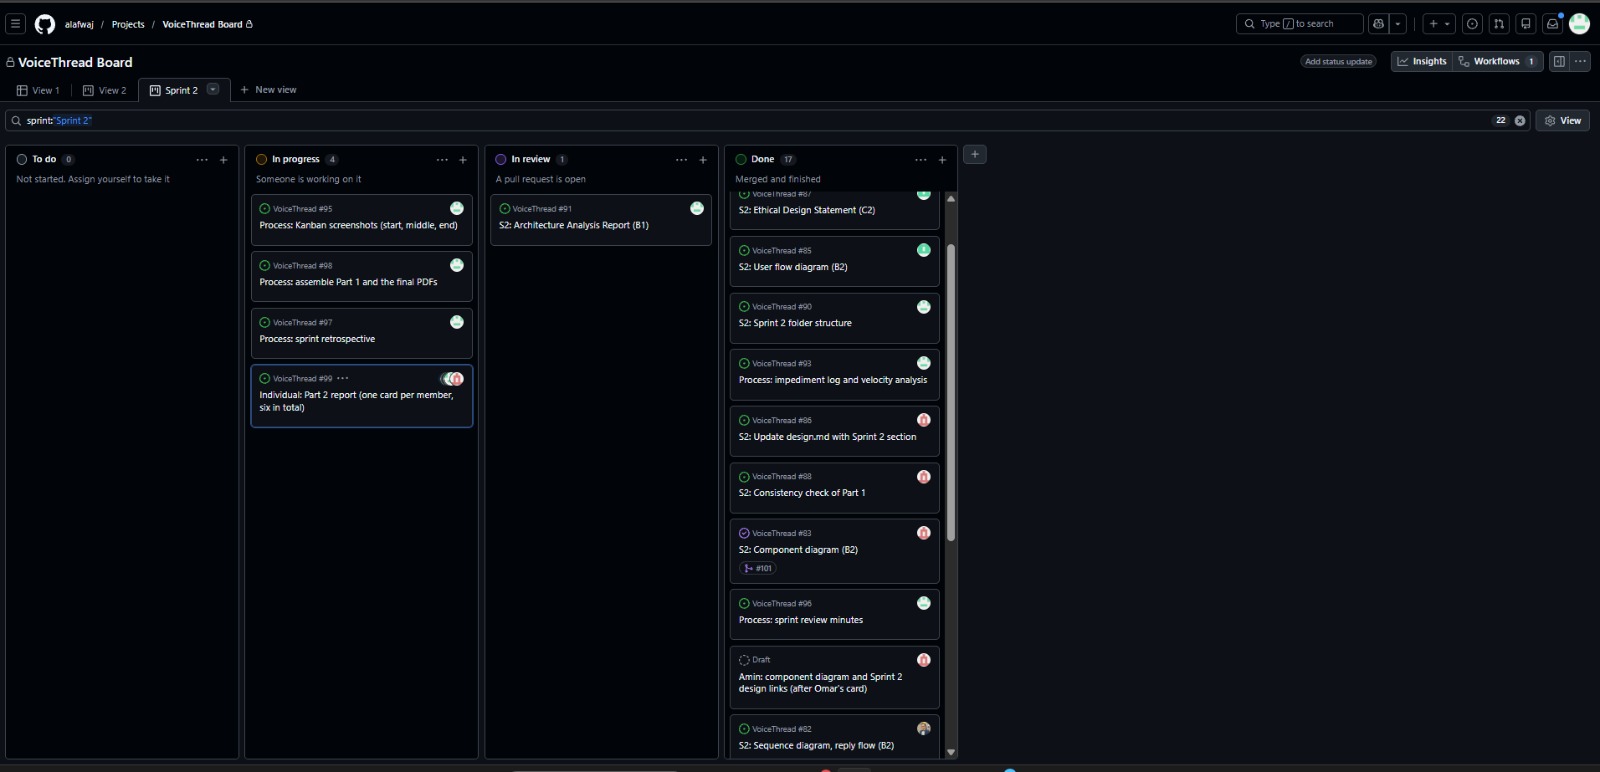 alafwaj / Projects / VoiceThread Board
Type / to search
VoiceThread Board
Add status update
Insights
Workflows 1
View 1
View 2
Sprint 2
+ New view
sprint:"Sprint 2"
22
View
To do 0
Not started. Assign yourself to take it
In progress 4
Someone is working on it
VoiceThread #95
Process: Kanban screenshots (start, middle, end)
VoiceThread #98
Process: assemble Part 1 and the final PDFs
VoiceThread #97
Process: sprint retrospective
VoiceThread #99
Individual: Part 2 report (one card per member,
six in total)
In review 1
A pull request is open
VoiceThread #91
S2: Architecture Analysis Report (B1)
Done 17
Merged and finished
VoiceThread #87
S2: Ethical Design Statement (C2)
VoiceThread #85
S2: User flow diagram (B2)
VoiceThread #90
S2: Sprint 2 folder structure
VoiceThread #93
Process: impediment log and velocity analysis
VoiceThread #86
S2: Update design.md with Sprint 2 section
VoiceThread #88
S2: Consistency check of Part 1
VoiceThread #83
S2: Component diagram (B2)
#101
VoiceThread #96
Process: sprint review minutes
Draft
Amin: component diagram and Sprint 2
design links (after Omar's card)
VoiceThread #82
S2: Sequence diagram, reply flow (B2)